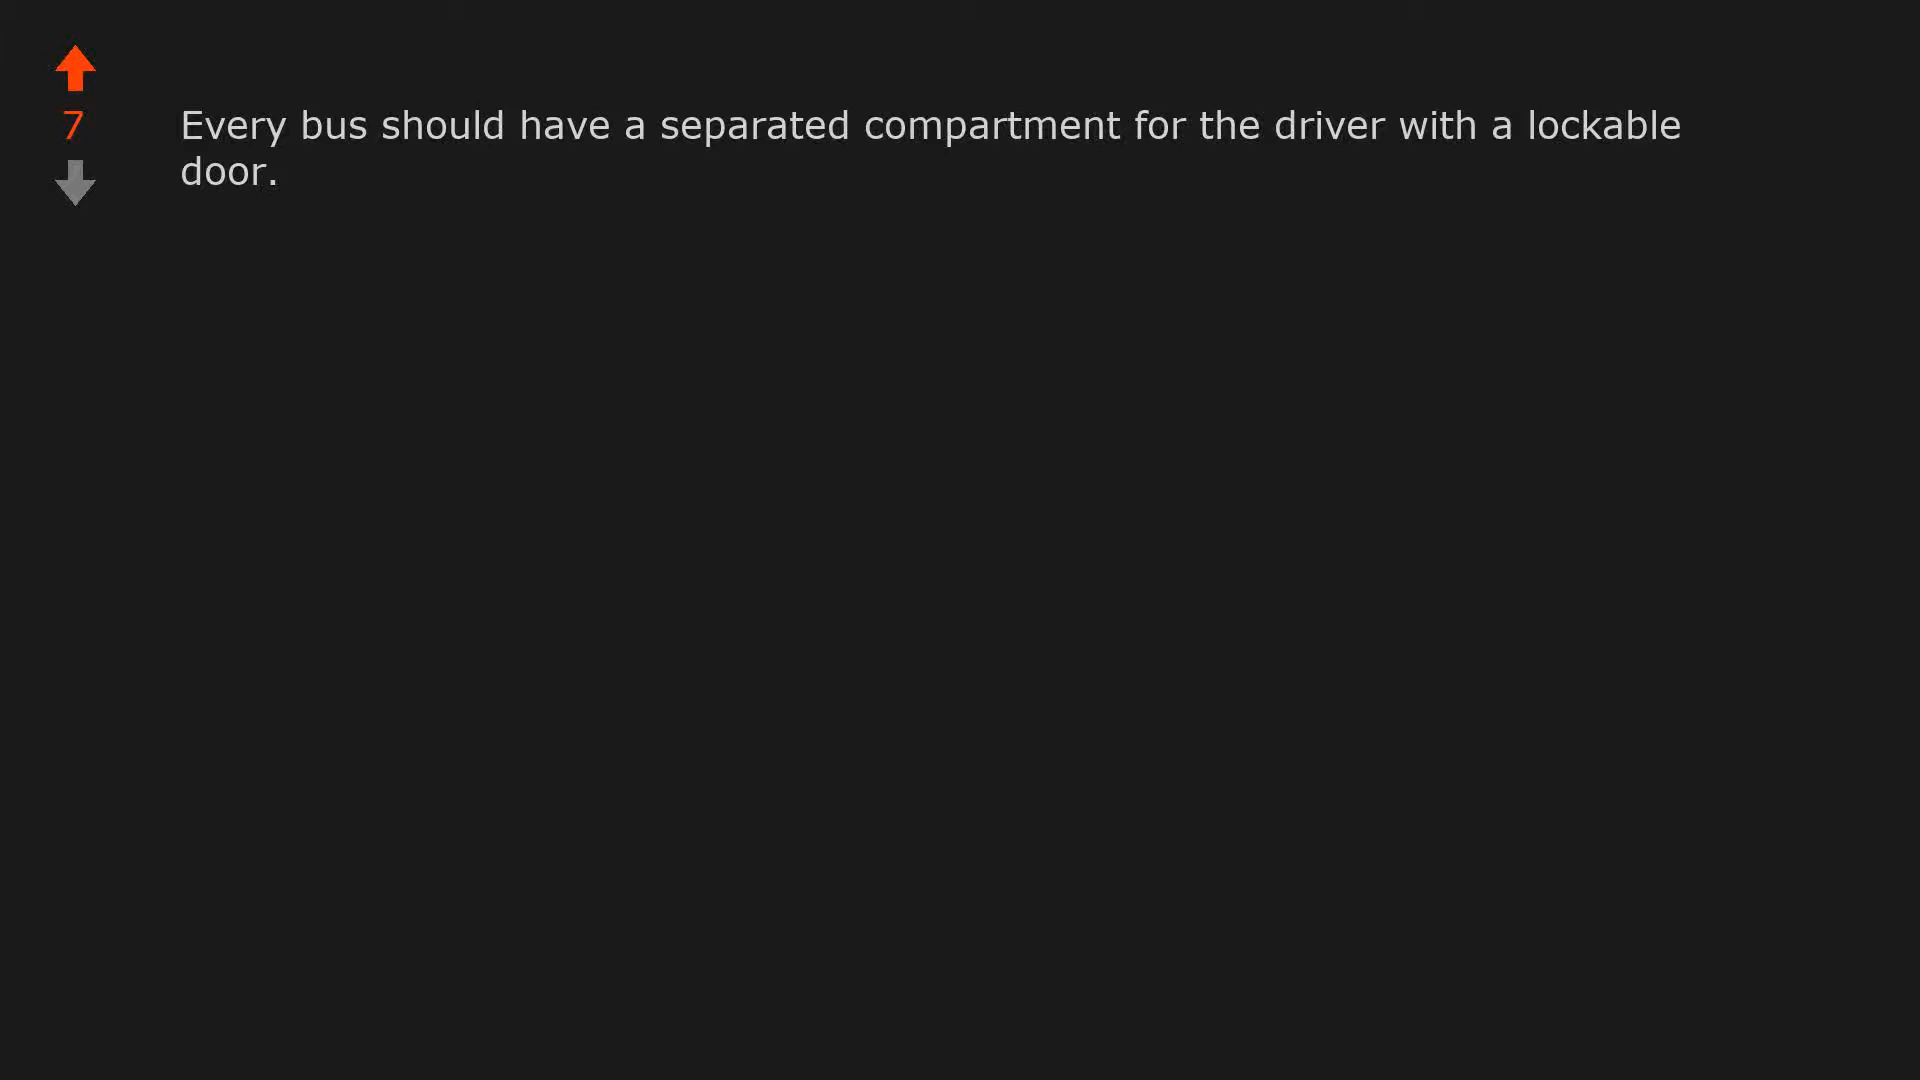 7
Every bus should have a separated compartment for the driver with a lockable
door.